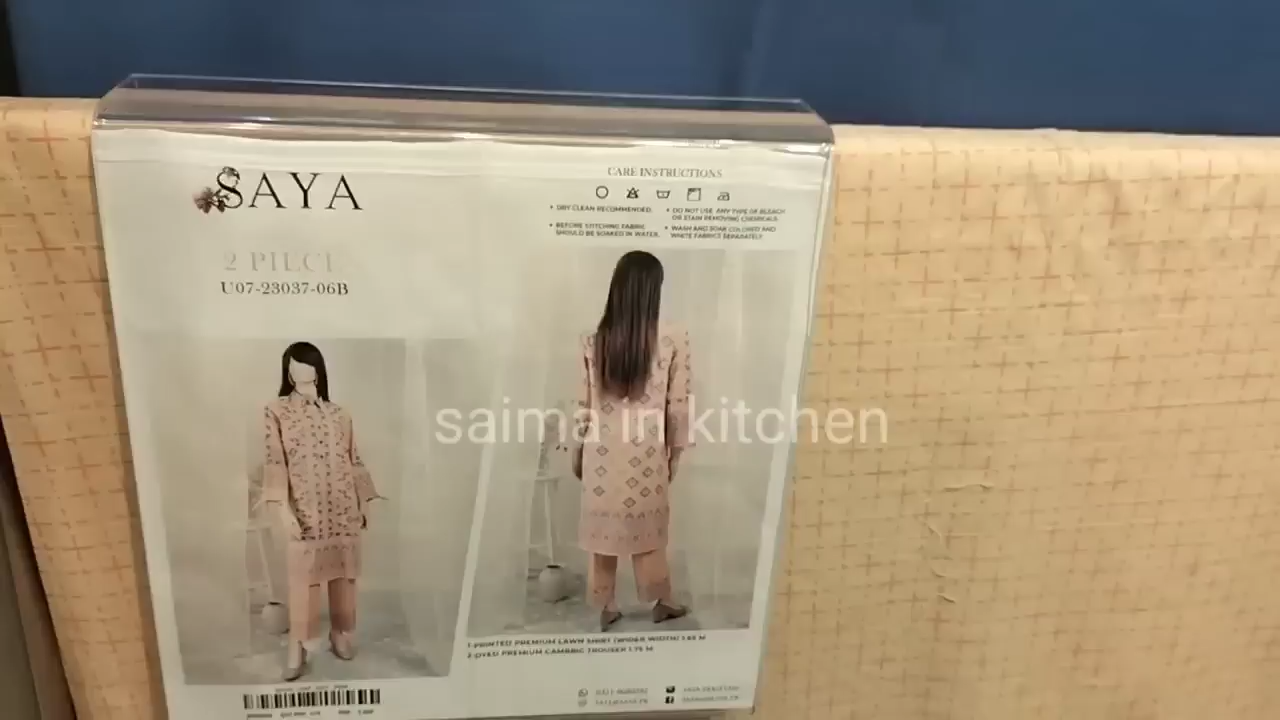 SAYA
2 PIECE
U07-23037-06B
CARE INSTRUCTIONS
• DRY CLEAN RECOMMENDED.
• BEFORE STITCHING FABRIC
SHOULD BE SOAKED IN WATER.
• DO NOT USE ANY TYPE OF BLEACH
OR STAIN REMOVING CHEMICALS.
• WASH AND SOAK COLORED AND
WHITE FABRICS SEPARATELY
saima in kitchen
1-PRINTED PREMIUM LAWN SHIRT (WIDER WIDTH) 1.85 M
2-DYED PREMIUM CAMBRIC TROUSER 1.75 M